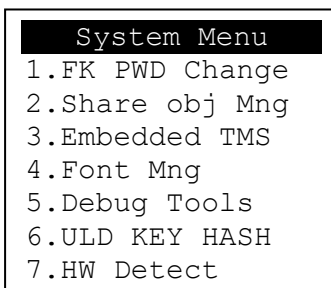 System Menu
1.FK PWD Change
2.Share obj Mng
3.Embedded TMS
4.Font Mng
5.Debug Tools
6.ULD KEY HASH
7.HW Detect